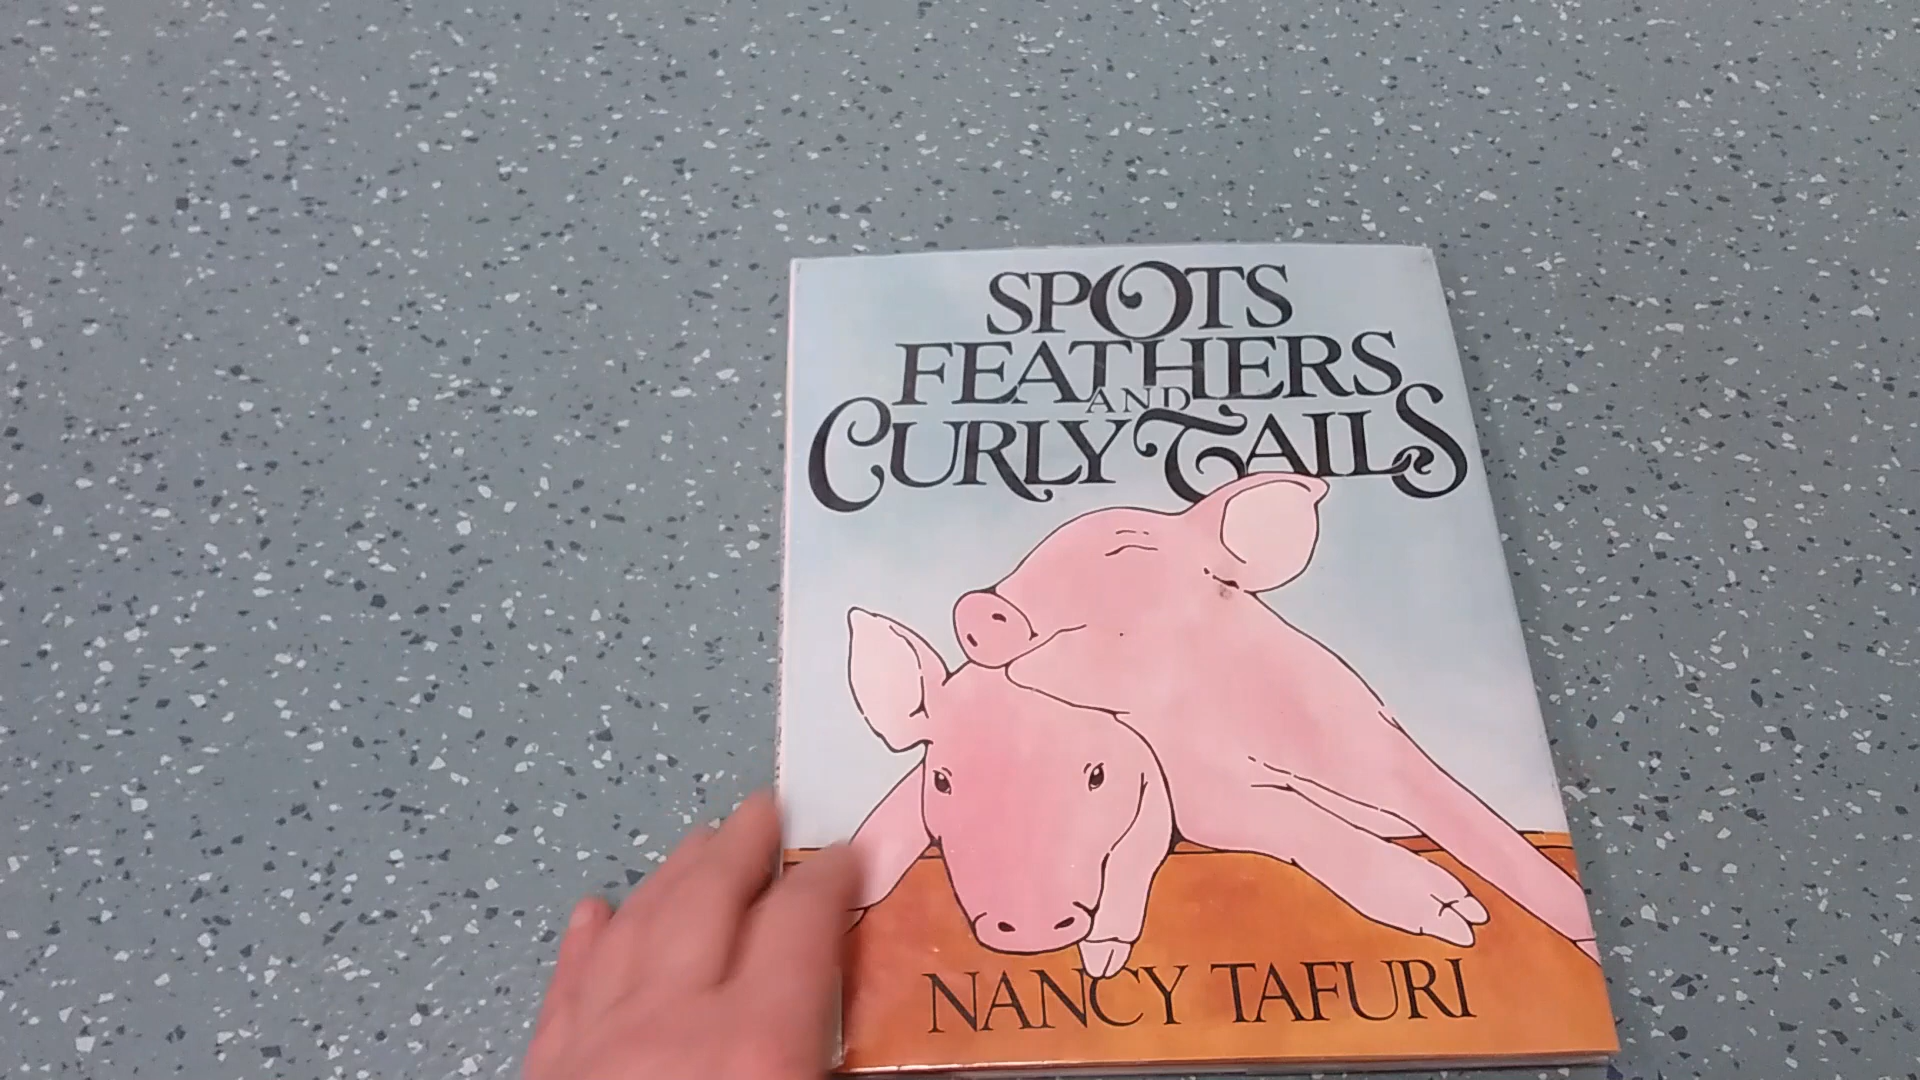 SPOTS
FEATHERS
AND
CURLY TAILS
NANCY TAFURI